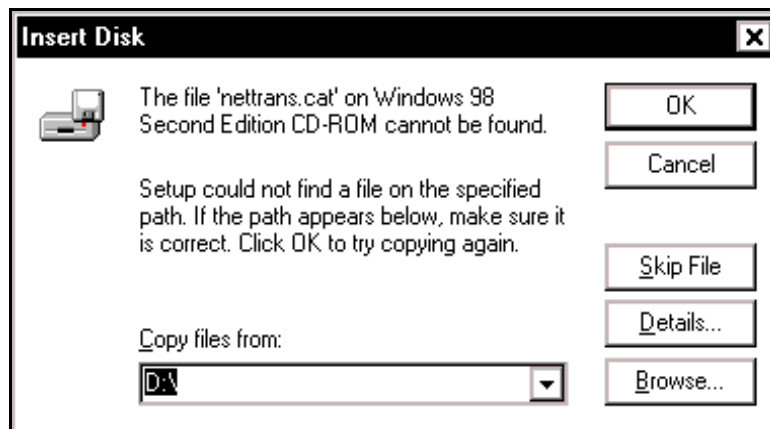 Insert Disk
The file 'nettrans.cat' on Windows 98
Second Edition CD-ROM cannot be found.
OK
Cancel
Setup could not find a file on the specified
path. If the path appears below, make sure it
is correct. Click OK to try copying again.
Skip File
Details...
Copy files from:
D:\
Browse...